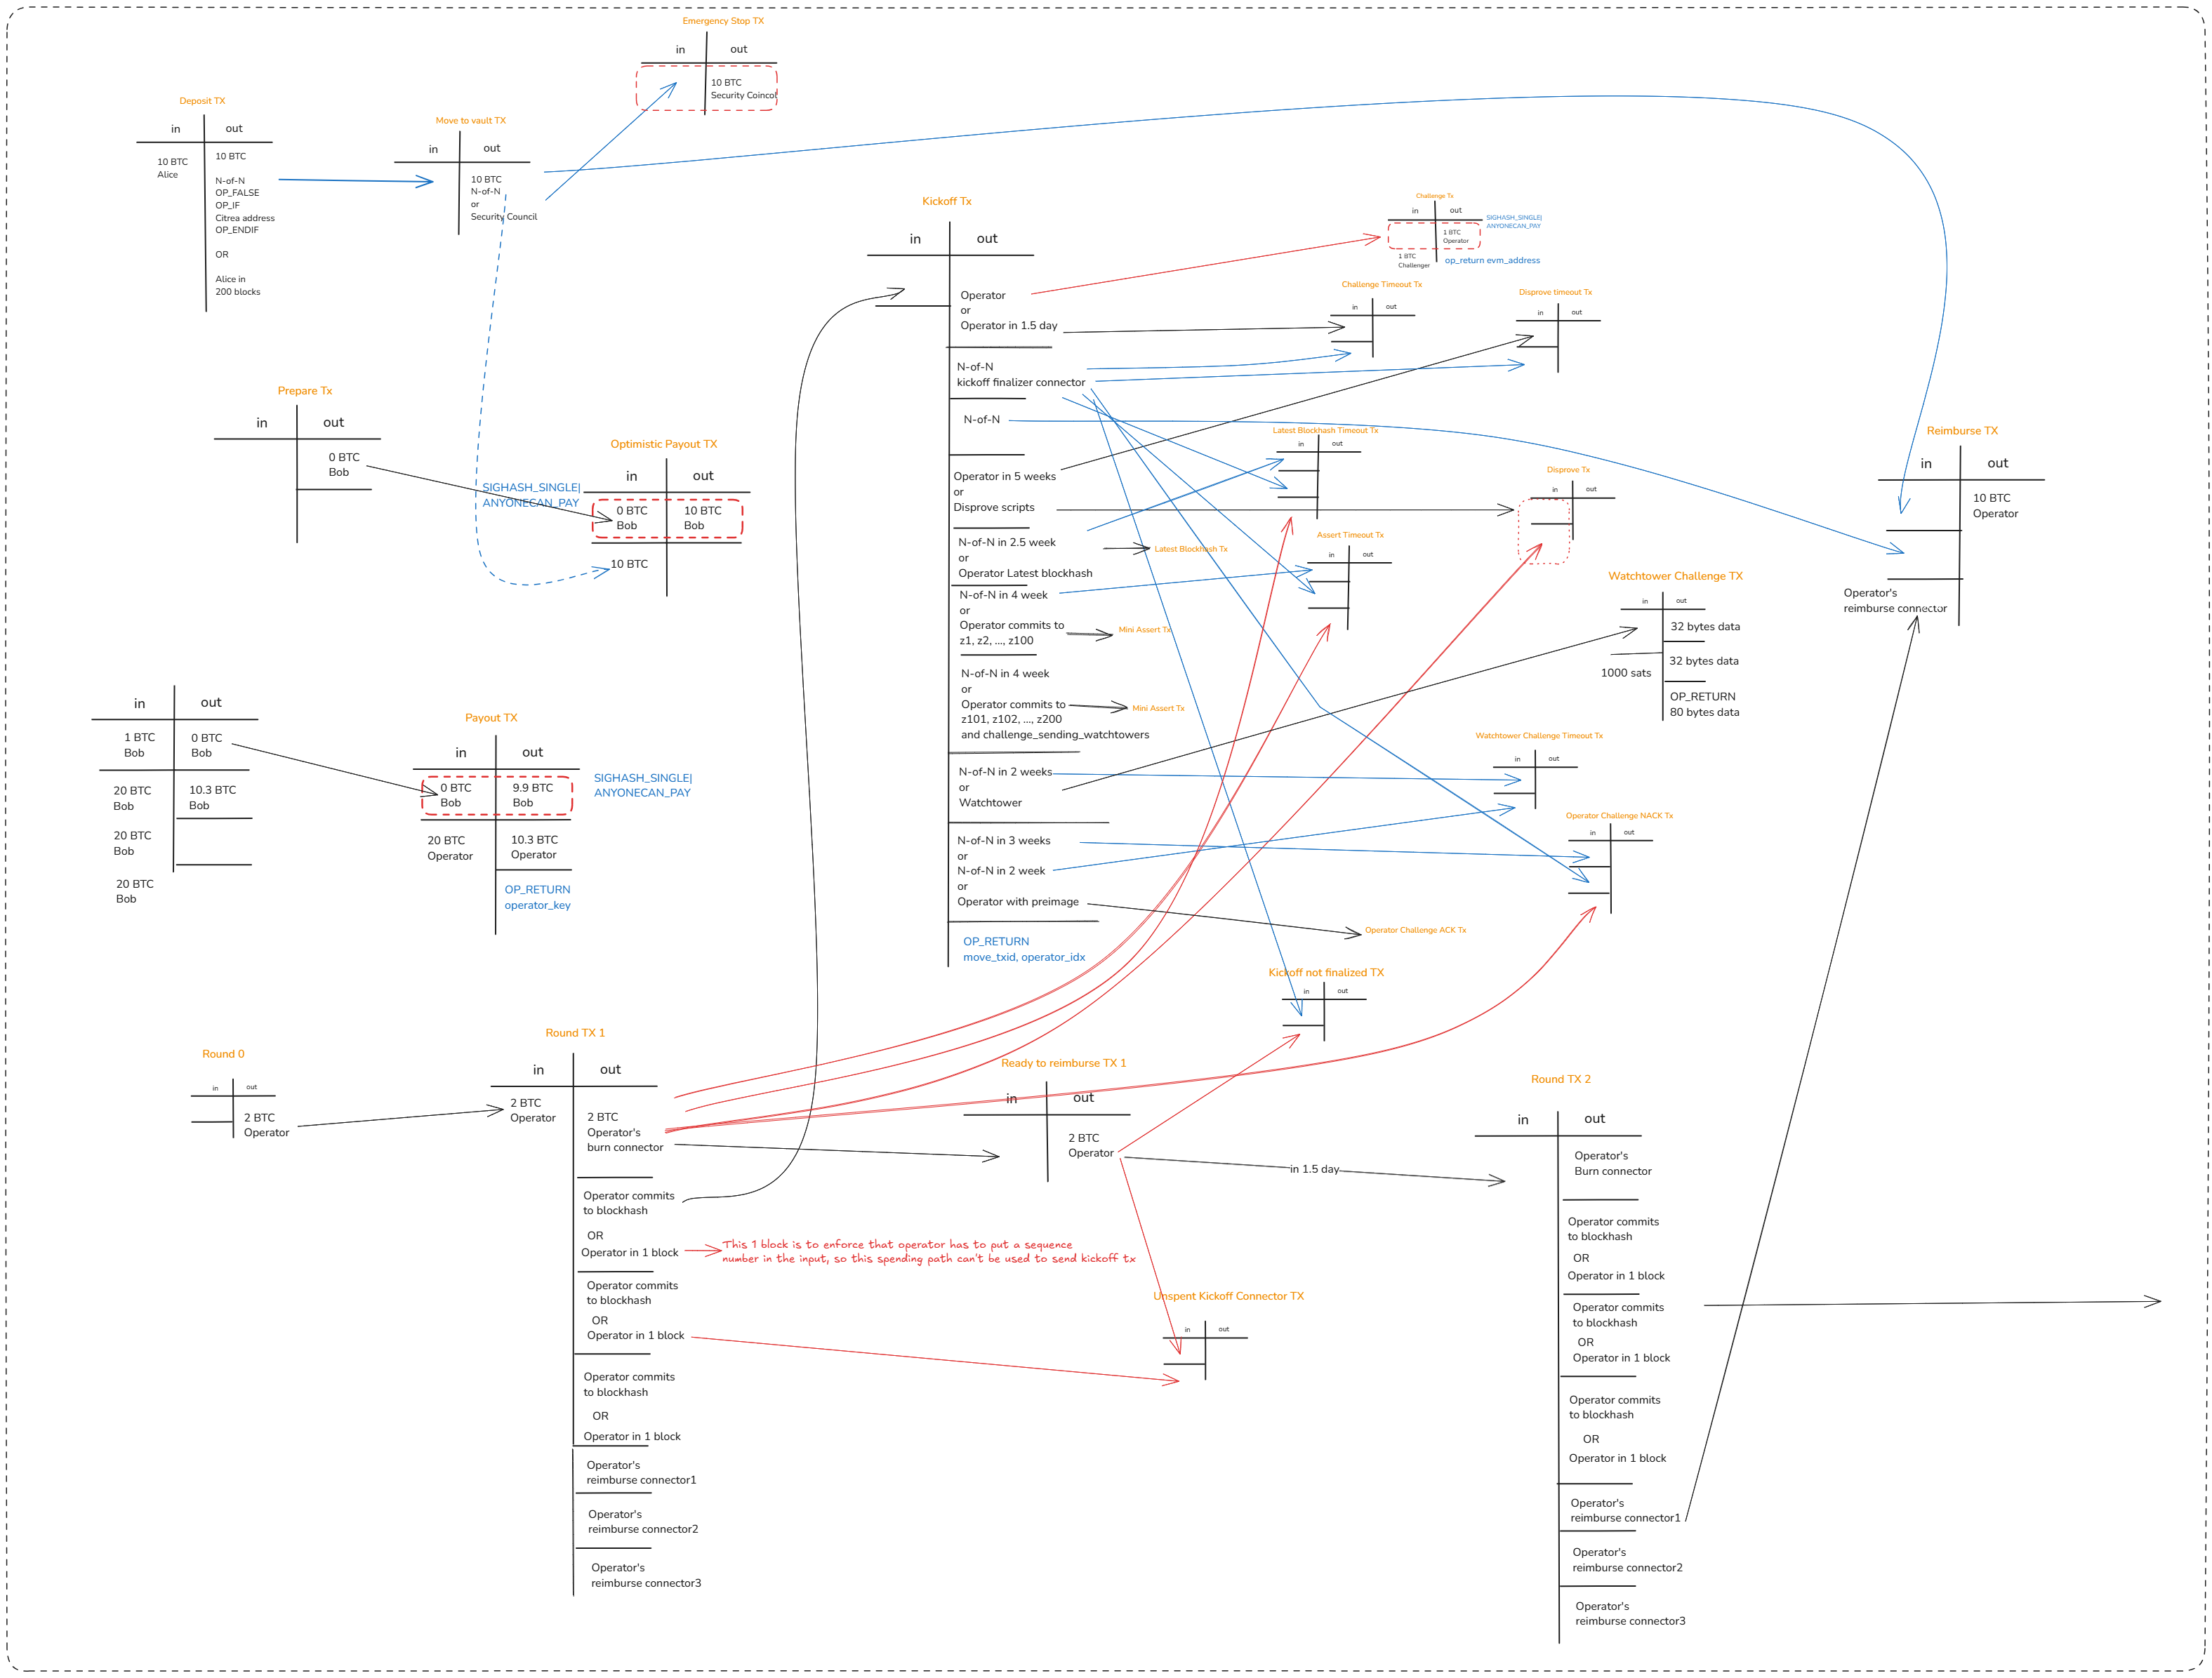 Emergency Stop TX
in
out
10 BTC
Security Coincol
Deposit TX
in
out
10 BTC
Alice
10 BTC
N-of-N
OP_FALSE
OP_IF
Citrea address
OP_ENDIF
OR
Alice in
200 blocks
Move to vault TX
in
out
10 BTC
N-of-N
or
Security Council
Prepare Tx
in
out
0 BTC
Bob
Optimistic Payout TX
in
out
SIGHASH_SINGLE|
ANYONECAN_PAY
0 BTC
Bob
10 BTC
Bob
10 BTC
in
out
1 BTC
Bob
0 BTC
Bob
20 BTC
Bob
10.3 BTC
Bob
20 BTC
Bob
20 BTC
Bob
Payout TX
in
out
0 BTC
Bob
9.9 BTC
Bob
SIGHASH_SINGLE|
ANYONECAN_PAY
20 BTC
Operator
10.3 BTC
Operator
OP_RETURN
operator_key
Kickoff Tx
in
out
Operator
or
Operator in 1.5 day
N-of-N
kickoff finalizer connector
N-of-N
Operator in 5 weeks
or
Disprove scripts
N-of-N in 2.5 week
or
Operator Latest blockhash
Latest Blockhash Tx
N-of-N in 4 week
or
Operator commits to
z1, z2, ..., z100
Mini Assert Tx
N-of-N in 4 week
or
Operator commits to
z101, z102, ..., z200
and challenge_sending_watchtowers
Mini Assert Tx
N-of-N in 2 weeks
or
Watchtower
N-of-N in 3 weeks
or
N-of-N in 2 week
or
Operator with preimage
OP_RETURN
move_txid, operator_idx
Challenge Tx
in
out
SIGHASH_SINGLE|
ANYONECAN_PAY
1 BTC
Operator
1 BTC
Challenger
op_return evm_address
Challenge Timeout Tx
in
out
Disprove timeout Tx
in
out
Latest Blockhash Timeout Tx
in
out
Disprove Tx
in
out
Assert Timeout Tx
in
out
Reimburse TX
in
out
10 BTC
Operator
Operator's
reimburse connector
Watchtower Challenge TX
in
out
32 bytes data
32 bytes data
1000 sats
OP_RETURN
80 bytes data
Watchtower Challenge Timeout Tx
in
out
Operator Challenge NACK Tx
in
out
Operator Challenge ACK Tx
Kickoff not finalized TX
in
out
Round 0
in
out
2 BTC
Operator
Round TX 1
in
out
2 BTC
Operator
2 BTC
Operator's
burn connector
Operator commits
to blockhash
OR
Operator in 1 block
This 1 block is to enforce that operator has to put a sequence
number in the input, so this spending path can't be used to send kickoff tx
Operator commits
to blockhash
OR
Operator in 1 block
Operator commits
to blockhash
OR
Operator in 1 block
Operator's
reimburse connector1
Operator's
reimburse connector2
Operator's
reimburse connector3
Ready to reimburse TX 1
in
out
2 BTC
Operator
in 1.5 day
Unspent Kickoff Connector TX
in
out
Round TX 2
in
out
Operator's
Burn connector
Operator commits
to blockhash
OR
Operator in 1 block
Operator commits
to blockhash
OR
Operator in 1 block
Operator commits
to blockhash
OR
Operator in 1 block
Operator's
reimburse connector1
Operator's
reimburse connector2
Operator's
reimburse connector3